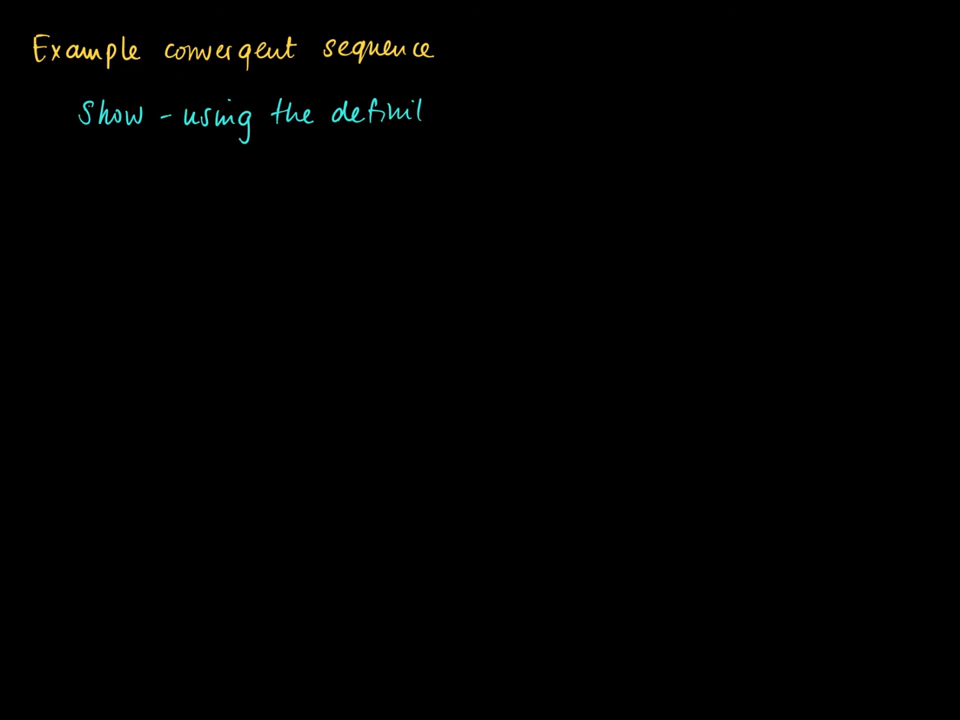 Example convergent sequence
Show - using the definit